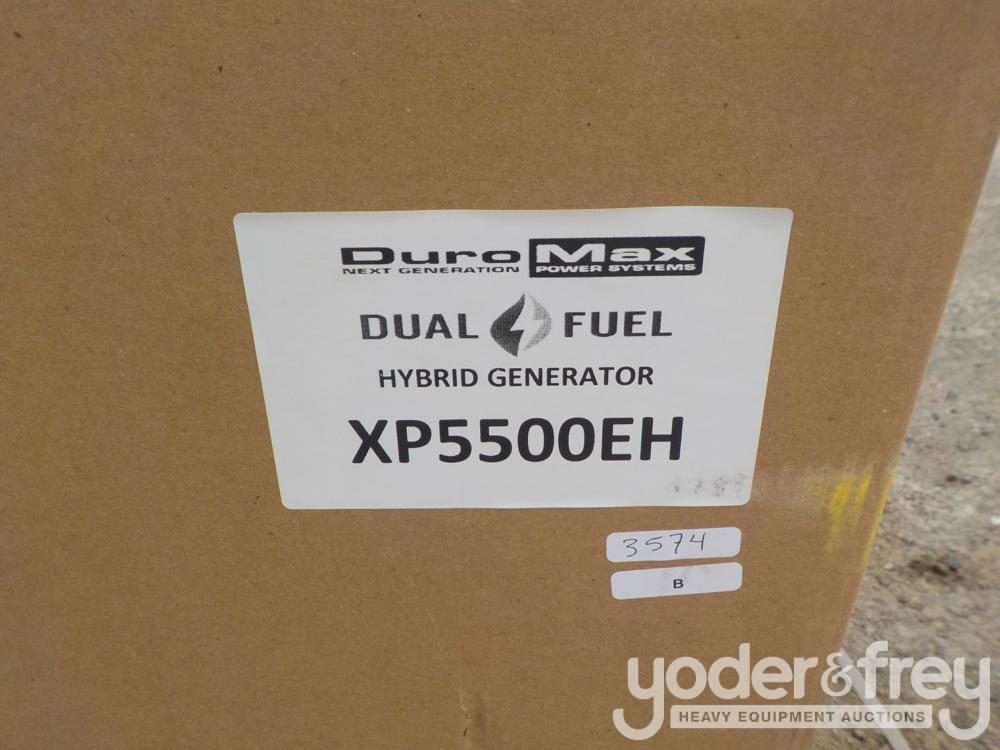 DuroMax
NEXT GENERATION POWER SYSTEMS
DUAL FUEL
HYBRID GENERATOR
XP5500EH
3574
B
yoder&frey
HEAVY EQUIPMENT AUCTIONS